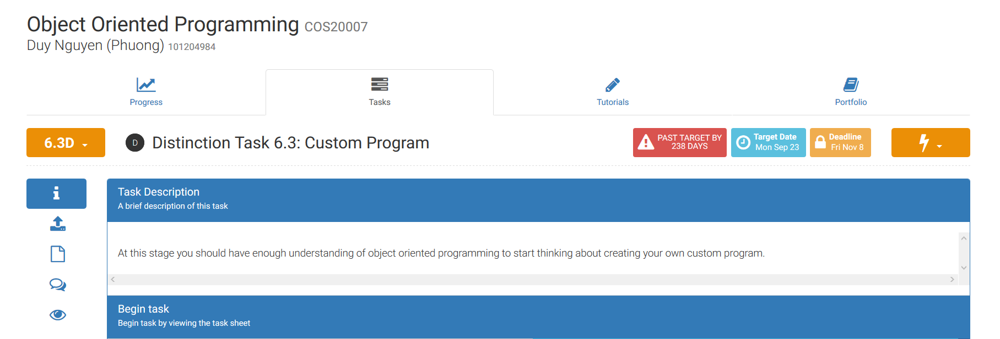 Object Oriented Programming COS20007
Duy Nguyen (Phuong) 101204984
Progress
Tasks
Tutorials
Portfolio
6.3D
D
Distinction Task 6.3: Custom Program
PAST TARGET BY
238 DAYS
Target Date
Mon Sep 23
Deadline
Fri Nov 8
Task Description
A brief description of this task
At this stage you should have enough understanding of object oriented programming to start thinking about creating your own custom program.
Begin task
Begin task by viewing the task sheet